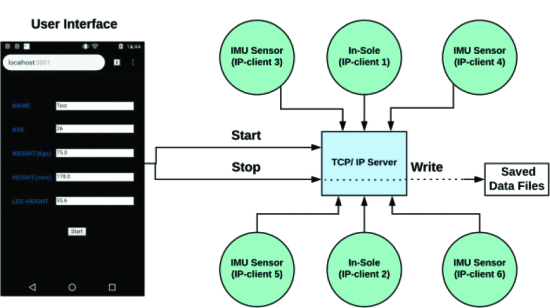 User Interface
14:44
localhost:3001
NAME
Test
AGE
26
WEIGHT(Kgs)
75.0
HEIGHT(cms)
178.0
LEG-HEIGHT
95.6
Start
Start
Stop
IMU Sensor
(IP-client 3)
In-Sole
(IP-client 1)
IMU Sensor
(IP-client 4)
TCP/ IP Server
Write
Saved
Data Files
IMU Sensor
(IP-client 5)
In-Sole
(IP-client 2)
IMU Sensor
(IP-client 6)